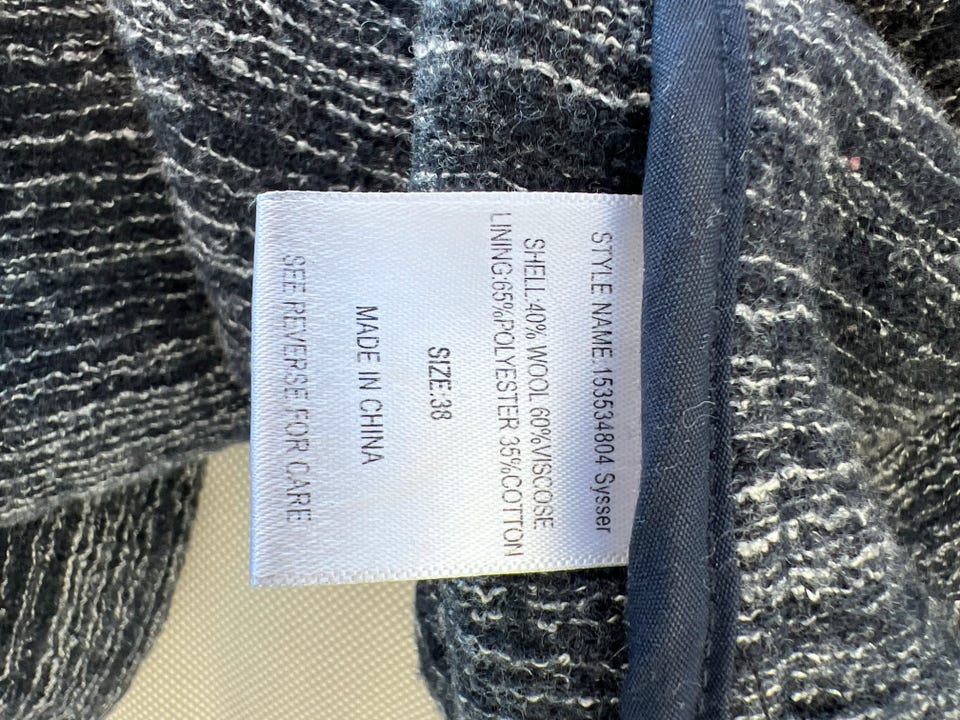 STYLE NAME:153534804 Sysser
SHELL:40% WOOL 60%VISCOSE
LINING:65%POLYESTER 35%COTTON
SIZE:38
MADE IN CHINA
SEE REVERSE FOR CARE